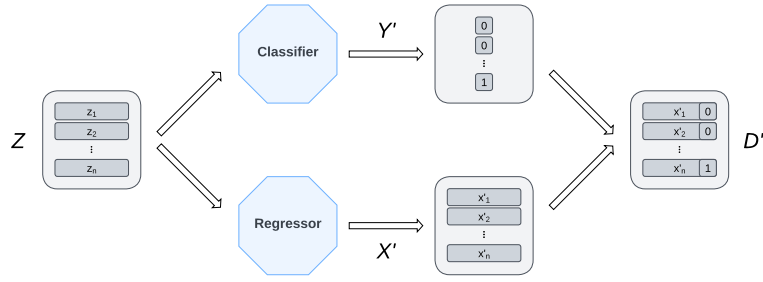 Z
z1
z2
⋮
zn
Classifier
Y'
0
0
⋮
1
Regressor
X'
x'1
x'2
⋮
x'n
x'1 0
x'2 0
⋮
x'n 1
D'